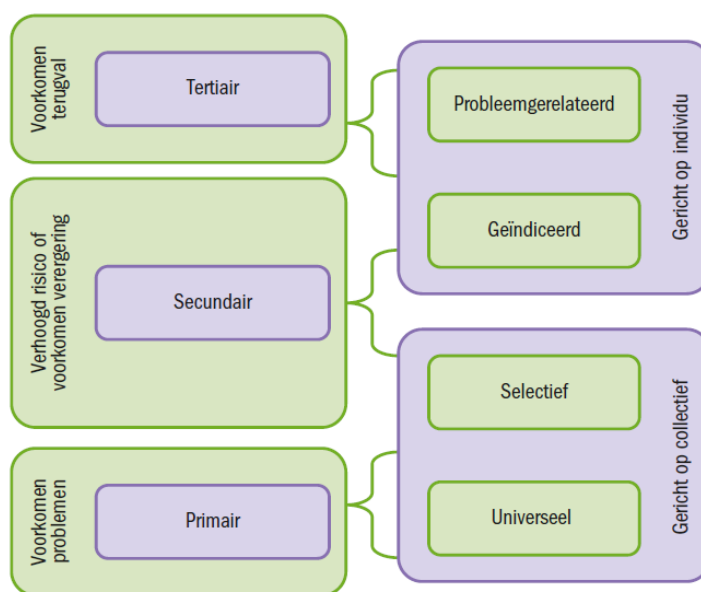 Voorkomen
terugval
Tertiair
Verhoogd risico of
voorkomen verergering
Secundair
Voorkomen
problemen
Primair
Probleemgerelateerd
Geïndiceerd
Gericht op individu
Selectief
Universeel
Gericht op collectief